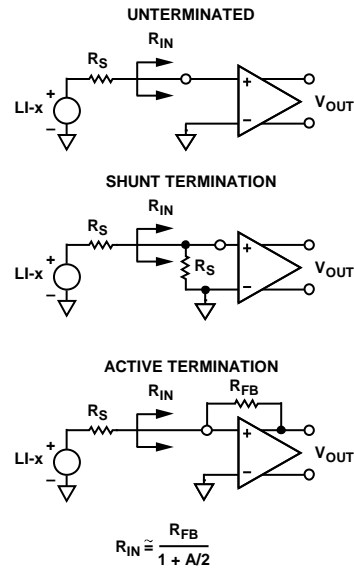 UNTERMINATED
RIN
RS
+
LI-x
–
+
–
VOUT
SHUNT TERMINATION
RIN
RS
RS
+
LI-x
–
+
–
VOUT
ACTIVE TERMINATION
RIN
RFB
RS
+
LI-x
–
+
–
VOUT
RIN ≅ RFB
1 + A/2